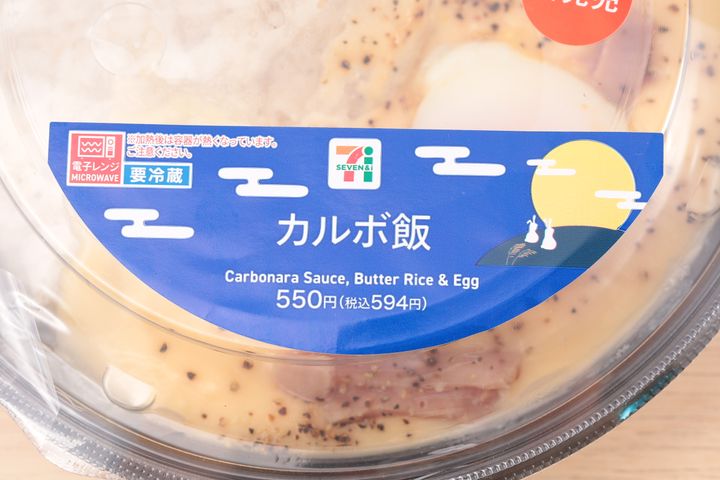 ※加熱後は容器が熱くなっています。
ご注意ください。
電子レンジ
MICROWAVE
要冷蔵
SEVEN&i
カルボ飯
Carbonara Sauce, Butter Rice & Egg
550円(税込594円)